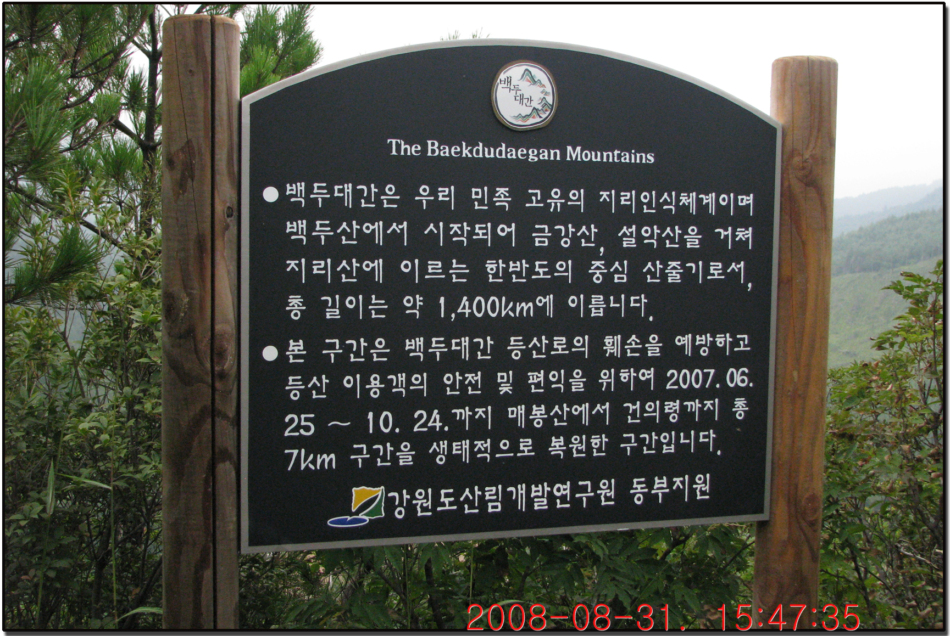 백두
대간
The Baekdudaegan Mountains
● 백두대간은 우리 민족 고유의 지리인식체계이며
백두산에서 시작되어 금강산, 설악산을 거쳐
지리산에 이르는 한반도의 중심 산줄기로서,
총 길이는 약 1,400km에 이릅니다.
● 본 구간은 백두대간 등산로의 훼손을 예방하고
등산 이용객의 안전 및 편익을 위하여 2007. 06.
25 ~ 10. 24.까지 매봉산에서 건의령까지 총
7km 구간을 생태적으로 복원한 구간입니다.
강원도산림개발연구원 동부지원
2008-08-31. 15:47:35